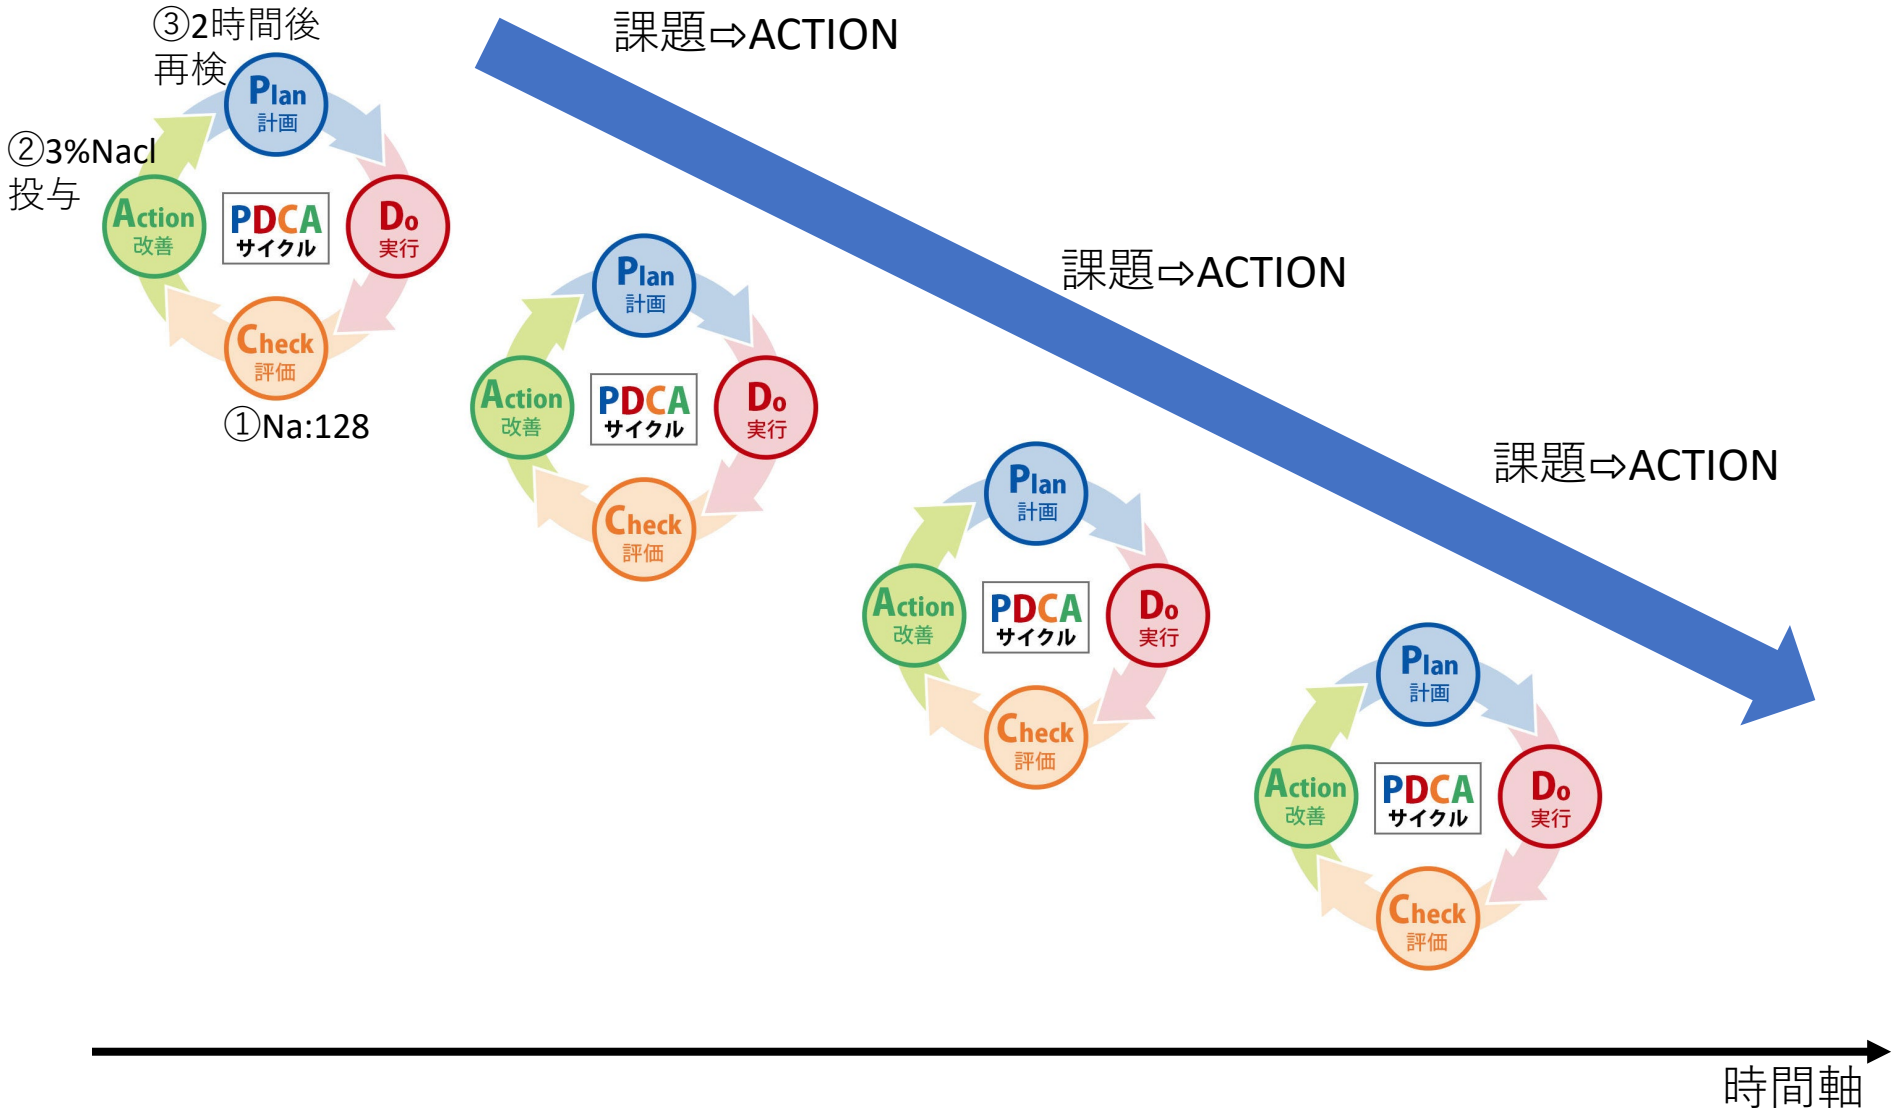 ③2時間後
再検
課題⇨ACTION
Plan
計画
②3%Nacl
投与
Action
改善
PDCA
サイクル
Do
実行
Check
評価
①Na:128
課題⇨ACTION
Plan
計画
Action
改善
PDCA
サイクル
Do
実行
Check
評価
課題⇨ACTION
Plan
計画
Action
改善
PDCA
サイクル
Do
実行
Check
評価
Plan
計画
Action
改善
PDCA
サイクル
Do
実行
Check
評価
時間軸